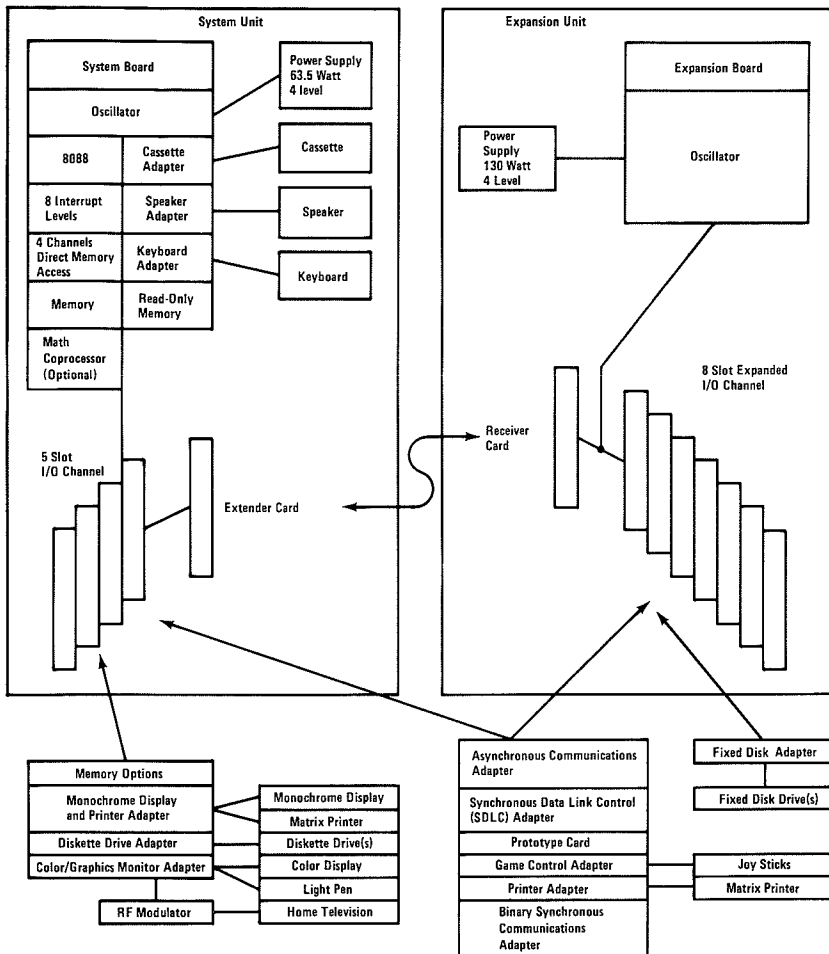 System Unit
System Board
Oscillator
8088
Cassette
Adapter
8 Interrupt
Levels
Speaker
Adapter
4 Channels
Direct Memory
Access
Keyboard
Adapter
Memory
Read-Only
Memory
Math
Coprocessor
(Optional)
Power Supply
63.5 Watt
4 level
Cassette
Speaker
Keyboard
5 Slot
I/O Channel
Extender Card
Expansion Unit
Expansion Board
Oscillator
Power
Supply
130 Watt
4 Level
8 Slot Expanded
I/O Channel
Receiver
Card
Memory Options
Monochrome Display
and Printer Adapter
Diskette Drive Adapter
Color/Graphics Monitor Adapter
RF Modulator
Monochrome Display
Matrix Printer
Diskette Drive(s)
Color Display
Light Pen
Home Television
Asynchronous Communications
Adapter
Synchronous Data Link Control
(SDLC) Adapter
Prototype Card
Game Control Adapter
Printer Adapter
Binary Synchronous
Communications
Adapter
Fixed Disk Adapter
Fixed Disk Drive(s)
Joy Sticks
Matrix Printer